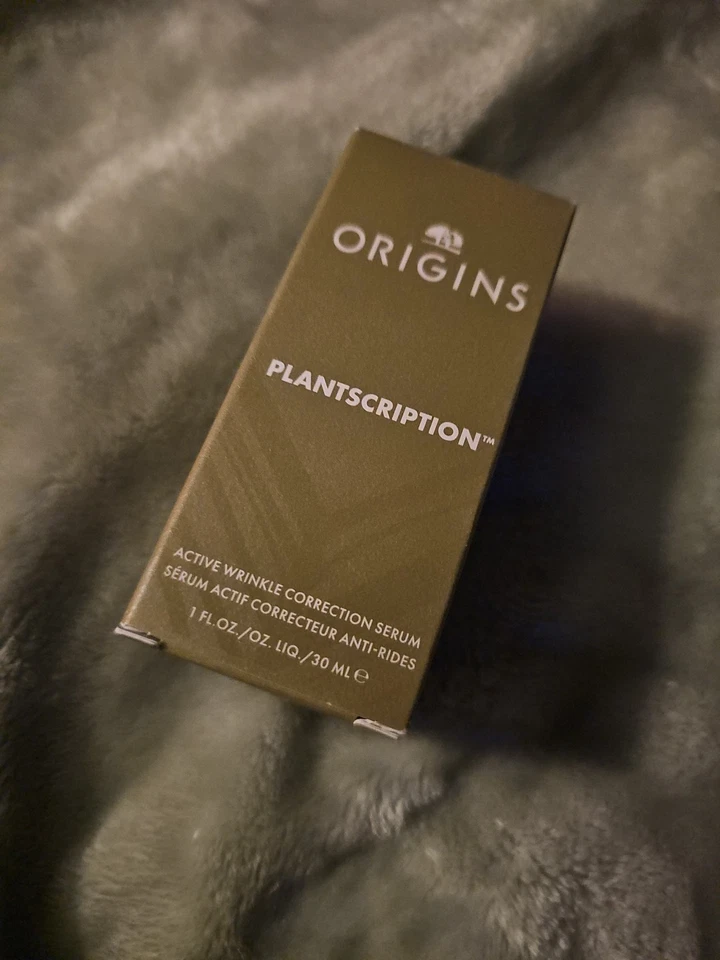 ORIGINS
PLANTSCRIPTION™
ACTIVE WRINKLE CORRECTION SERUM
SÉRUM ACTIF CORRECTEUR ANTI-RIDES
1 FL.OZ./OZ. LIQ./30 ML ℮